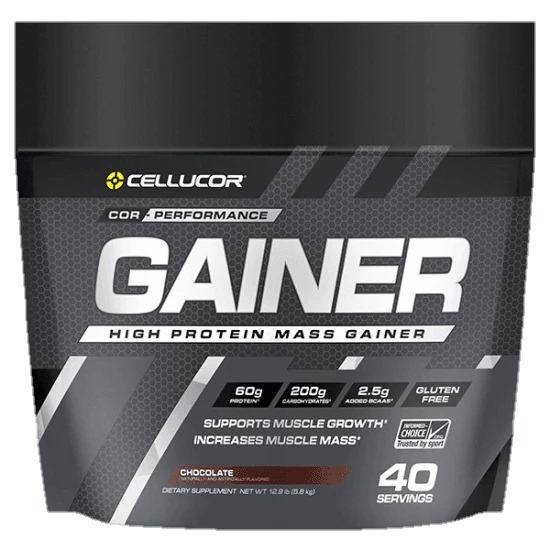 CELLUCOR®
COR - PERFORMANCE
GAINER
HIGH PROTEIN MASS GAINER
60g PROTEIN* 200g CARBOHYDRATES* 2.5g ADDED BCAAS* GLUTEN FREE
SUPPORTS MUSCLE GROWTH*
INCREASES MUSCLE MASS*
INFORMED-CHOICE
Trusted by sport
CHOCOLATE
NATURALLY AND ARTIFICIALLY FLAVORED
DIETARY SUPPLEMENT NET WT 12.9 lb (5.8 kg)
40
SERVINGS